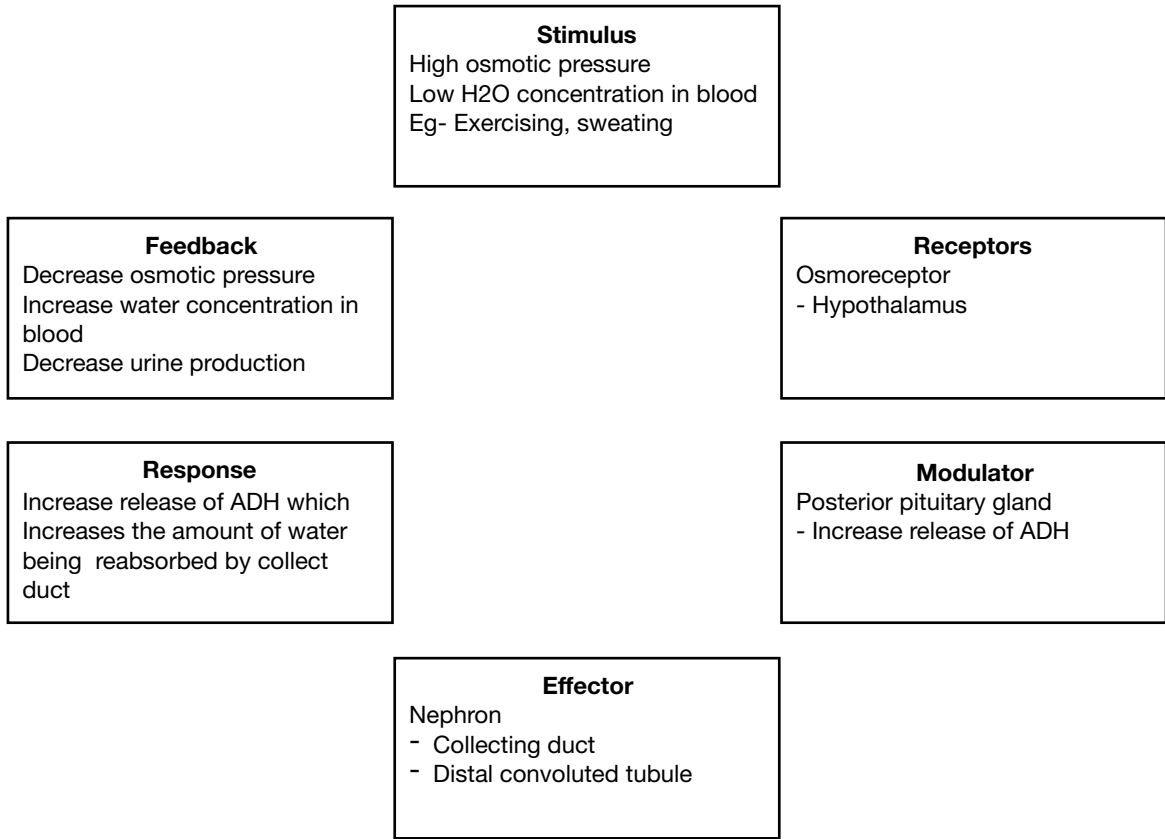 Stimulus
High osmotic pressure
Low H2O concentration in blood
Eg- Exercising, sweating
Feedback
Decrease osmotic pressure
Increase water concentration in
blood
Decrease urine production
Receptors
Osmoreceptor
- Hypothalamus
Response
Increase release of ADH which
Increases the amount of water
being  reabsorbed by collect
duct
Modulator
Posterior pituitary gland
- Increase release of ADH
Effector
Nephron
- Collecting duct
- Distal convoluted tubule